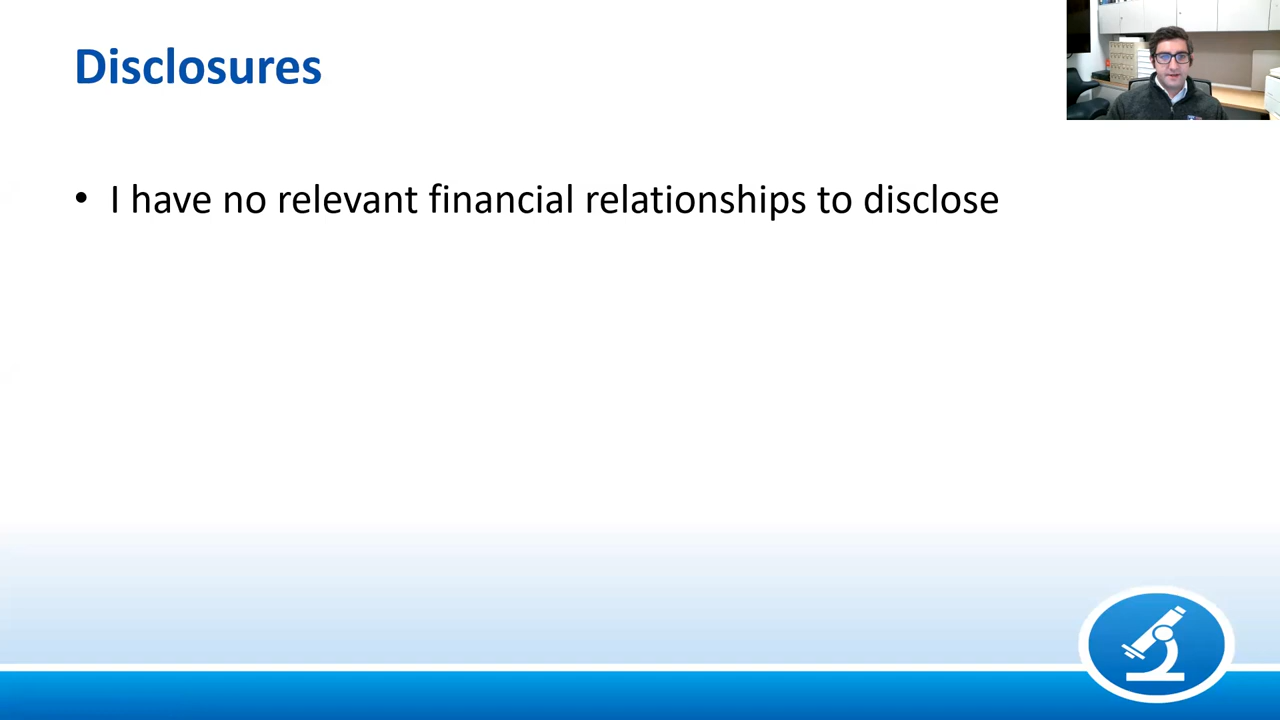 Disclosures
• I have no relevant financial relationships to disclose